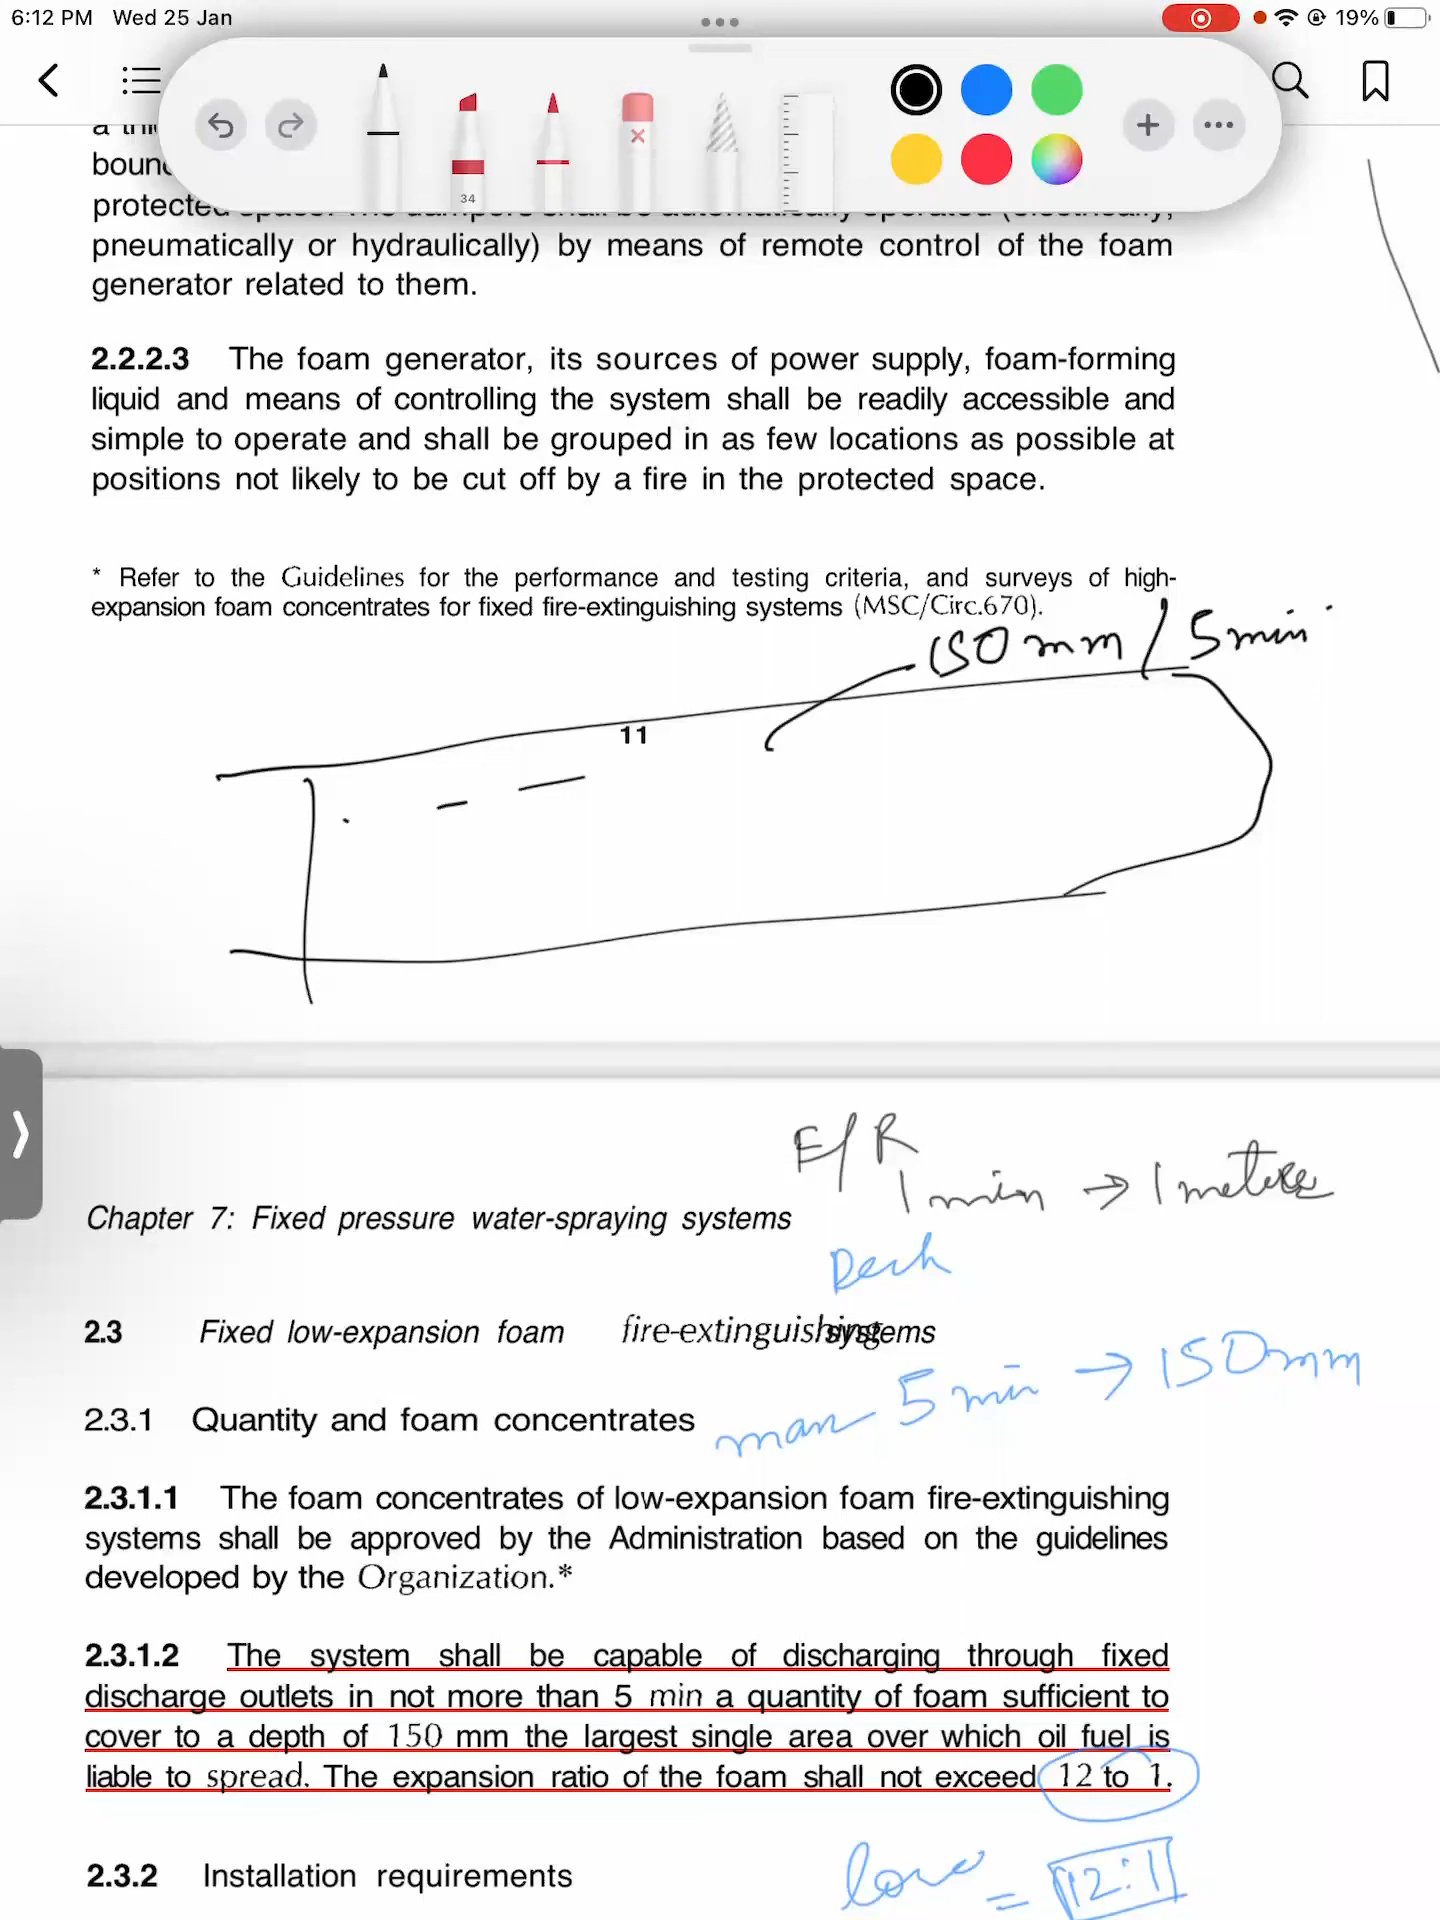 6:12 PM Wed 25 Jan
19%
34
pneumatically or hydraulically) by means of remote control of the foam
generator related to them.
2.2.2.3 The foam generator, its sources of power supply, foam-forming
liquid and means of controlling the system shall be readily accessible and
simple to operate and shall be grouped in as few locations as possible at
positions not likely to be cut off by a fire in the protected space.
* Refer to the Guidelines for the performance and testing criteria, and surveys of high-
expansion foam concentrates for fixed fire-extinguishing systems (MSC/Circ.670).
150 mm / 5 min
11
E/R
1 min → 1 metere
Chapter 7: Fixed pressure water-spraying systems
Deck
2.3 Fixed low-expansion foam fire-extinguishing systems
5 min → 150mm
2.3.1 Quantity and foam concentrates
2.3.1.1 The foam concentrates of low-expansion foam fire-extinguishing
systems shall be approved by the Administration based on the guidelines
developed by the Organization.*
2.3.1.2 The system shall be capable of discharging through fixed
discharge outlets in not more than 5 min a quantity of foam sufficient to
cover to a depth of 150 mm the largest single area over which oil fuel is
liable to spread. The expansion ratio of the foam shall not exceed 12 to 1.
2.3.2 Installation requirements
low = 12:1